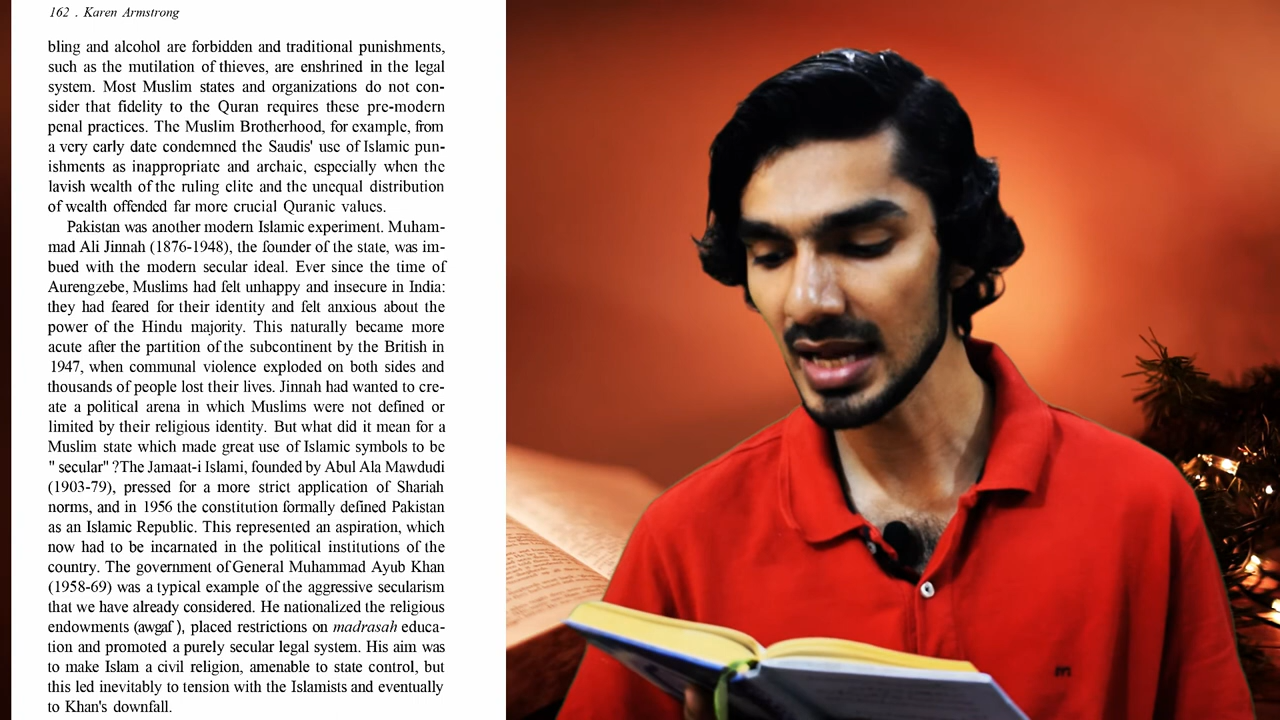 162 . Karen Armstrong
bling and alcohol are forbidden and traditional punishments,
such as the mutilation of thieves, are enshrined in the legal
system. Most Muslim states and organizations do not con-
sider that fidelity to the Quran requires these pre-modern
penal practices. The Muslim Brotherhood, for example, from
a very early date condemned the Saudis' use of Islamic pun-
ishments as inappropriate and archaic, especially when the
lavish wealth of the ruling elite and the unequal distribution
of wealth offended far more crucial Quranic values.
Pakistan was another modern Islamic experiment. Muham-
mad Ali Jinnah (1876-1948), the founder of the state, was im-
bued with the modern secular ideal. Ever since the time of
Aurengzebe, Muslims had felt unhappy and insecure in India:
they had feared for their identity and felt anxious about the
power of the Hindu majority. This naturally became more
acute after the partition of the subcontinent by the British in
1947, when communal violence exploded on both sides and
thousands of people lost their lives. Jinnah had wanted to cre-
ate a political arena in which Muslims were not defined or
limited by their religious identity. But what did it mean for a
Muslim state which made great use of Islamic symbols to be
" secular" ?The Jamaat-i Islami, founded by Abul Ala Mawdudi
(1903-79), pressed for a more strict application of Shariah
norms, and in 1956 the constitution formally defined Pakistan
as an Islamic Republic. This represented an aspiration, which
now had to be incarnated in the political institutions of the
country. The government of General Muhammad Ayub Khan
(1958-69) was a typical example of the aggressive secularism
that we have already considered. He nationalized the religious
endowments (awgaf ), placed restrictions on madrasah educa-
tion and promoted a purely secular legal system. His aim was
to make Islam a civil religion, amenable to state control, but
this led inevitably to tension with the Islamists and eventually
to Khan's downfall.